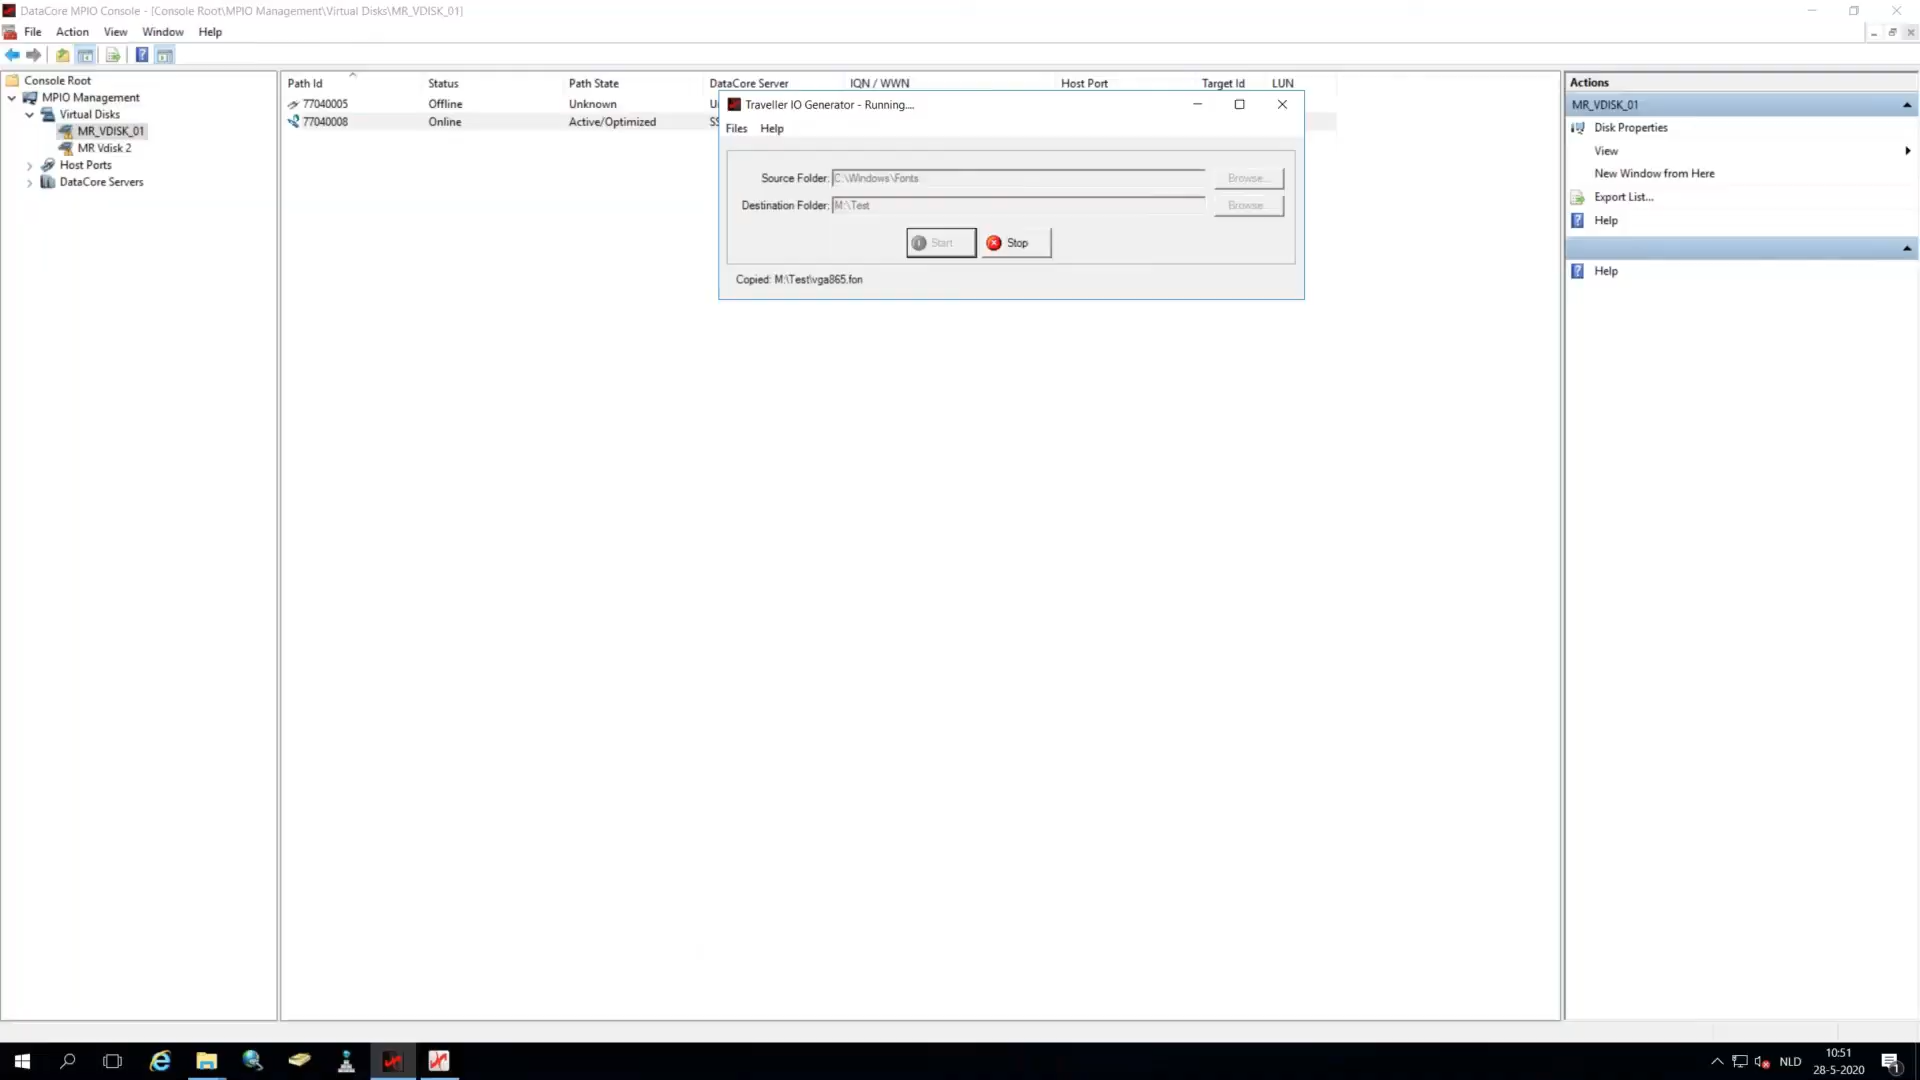 DataCore MPIO Console - [Console Root\MPIO Management\Virtual Disks\MR_VDISK_01]
File Action View Window Help
Console Root
MPIO Management
Virtual Disks
MR_VDISK_01
MR Vdisk 2
Host Ports
DataCore Servers
Path Id Status Path State DataCore Server IQN / WWN Host Port Target Id LUN
77040005 Offline Unknown
77040008 Online Active/Optimized
Traveller IO Generator - Running....
Files Help
Source Folder: C:\Windows\Fonts Browse...
Destination Folder: M:\Test Browse...
Start Stop
Copied: M:\Test\vga865.fon
Actions
MR_VDISK_01
Disk Properties
View
New Window from Here
Export List...
Help
Help
NLD
10:51
28-5-2020
1